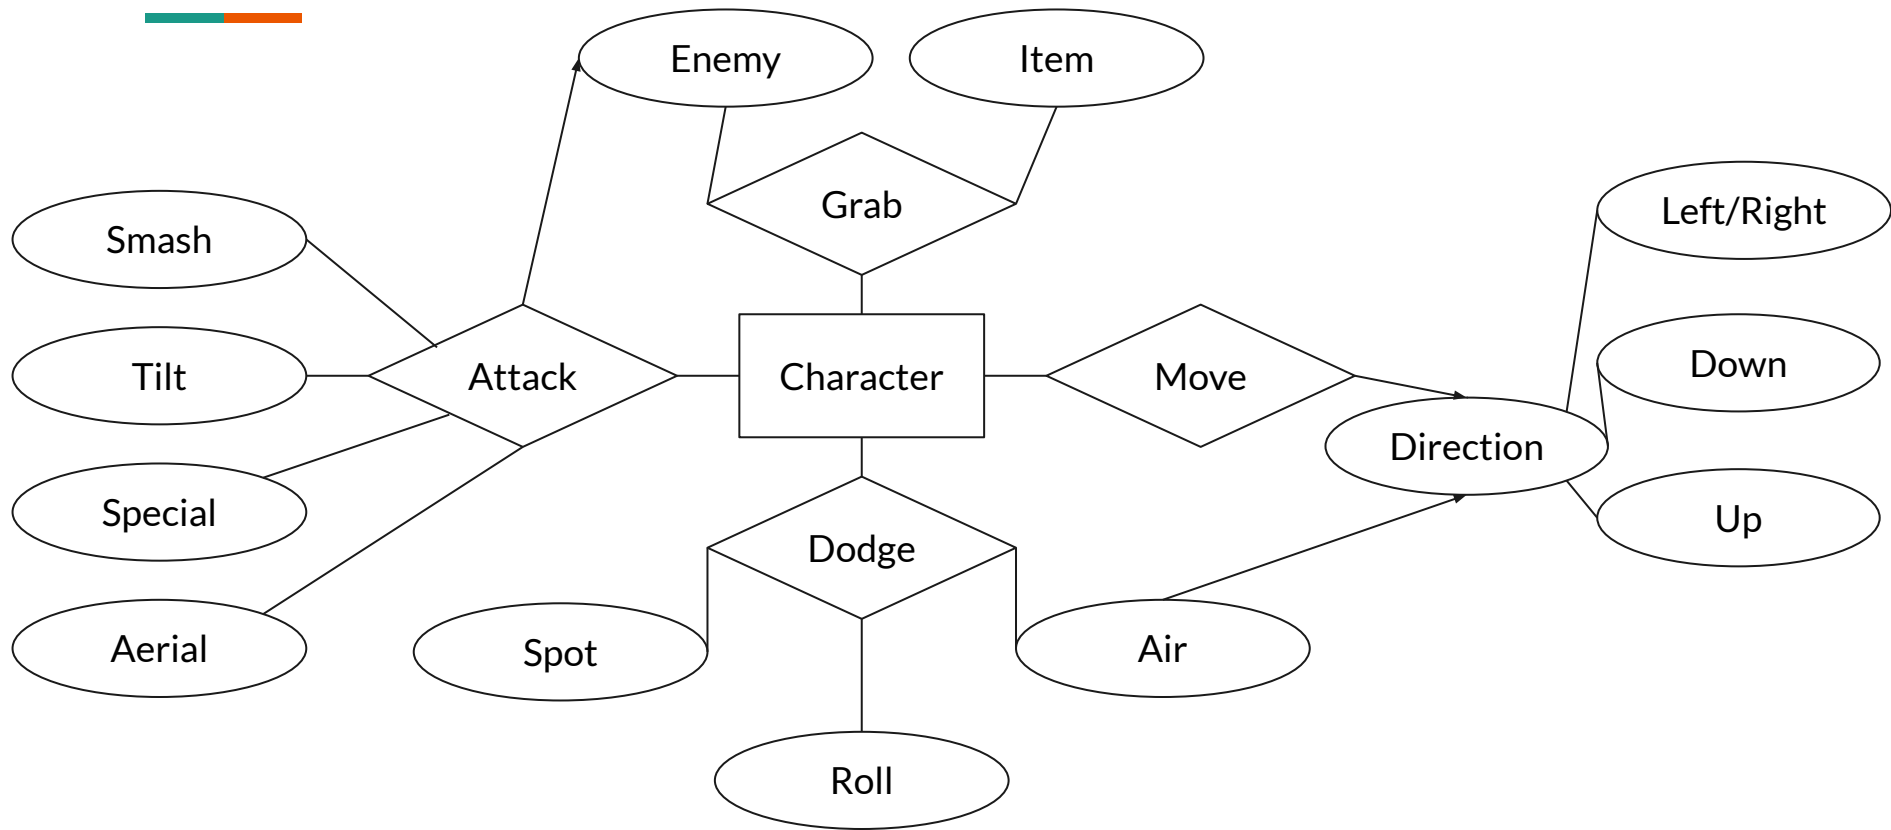 Enemy
Item
Grab
Smash
Left/Right
Tilt
Attack
Character
Move
Down
Direction
Special
Dodge
Up
Aerial
Spot
Air
Roll